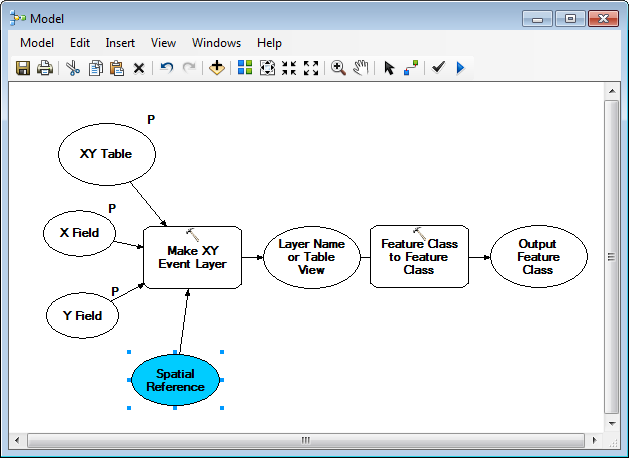 Model
Model Edit Insert View Windows Help
P
XY Table
P
X Field
Make XY
Event Layer
Layer Name
or Table
View
Feature Class
to Feature
Class
Output
Feature
Class
P
Y Field
Spatial
Reference